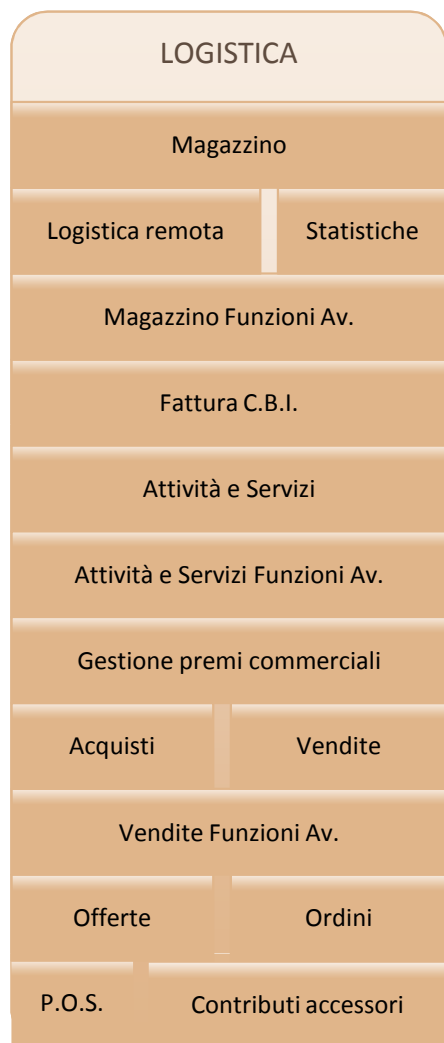 LOGISTICA
Magazzino
Logistica remota
Statistiche
Magazzino Funzioni Av.
Fattura C.B.I.
Attività e Servizi
Attività e Servizi Funzioni Av.
Gestione premi commerciali
Acquisti
Vendite
Vendite Funzioni Av.
Offerte
Ordini
P.O.S.
Contributi accessori